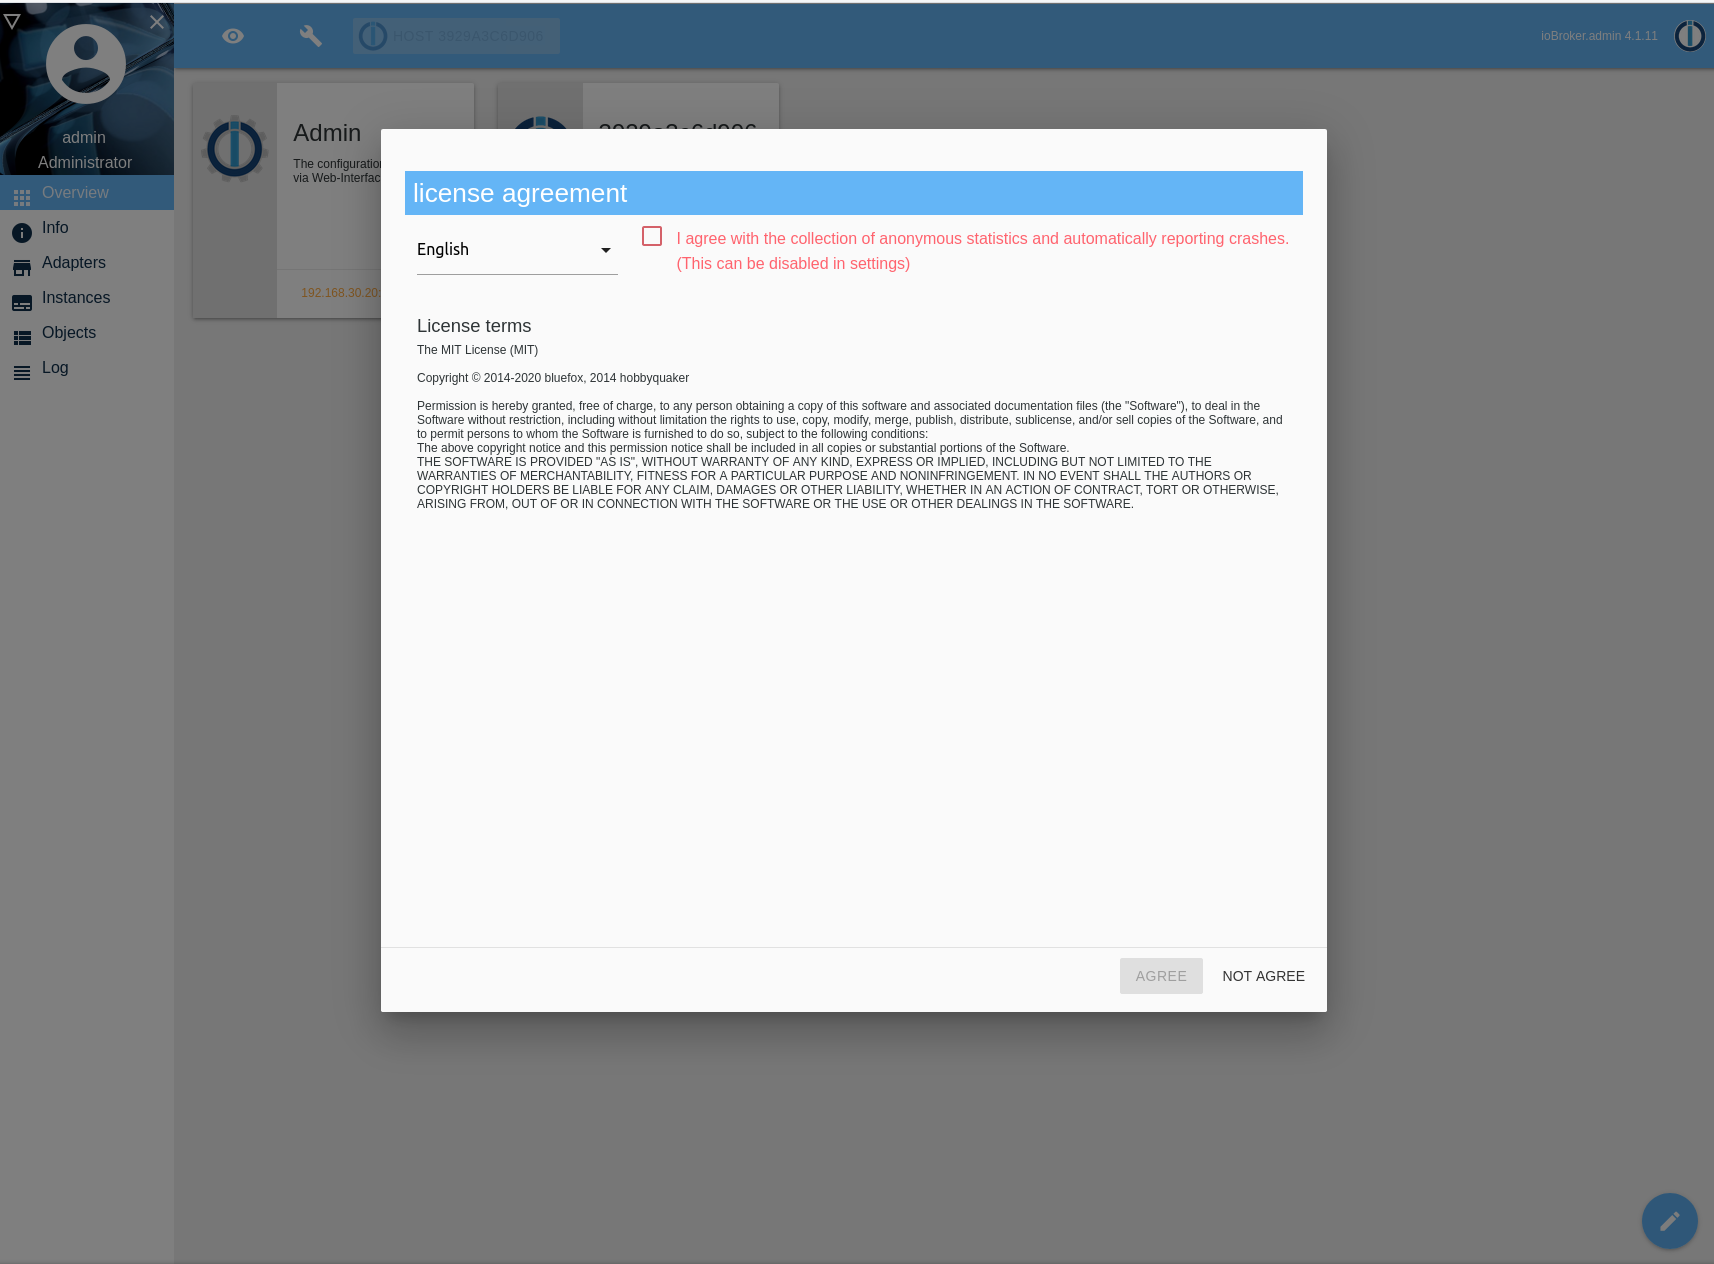 HOST 3929A3C6D906
ioBroker.admin 4.1.11
admin
Administrator
Overview
Info
Adapters
Instances
Objects
Log
Admin
The configuration
via Web-Interfac
192.168.30.20:
3929a3c6d906
license agreement
English
I agree with the collection of anonymous statistics and automatically reporting crashes.
(This can be disabled in settings)
License terms
The MIT License (MIT)
Copyright © 2014-2020 bluefox, 2014 hobbyquaker
Permission is hereby granted, free of charge, to any person obtaining a copy of this software and associated documentation files (the "Software"), to deal in the
Software without restriction, including without limitation the rights to use, copy, modify, merge, publish, distribute, sublicense, and/or sell copies of the Software, and
to permit persons to whom the Software is furnished to do so, subject to the following conditions:
The above copyright notice and this permission notice shall be included in all copies or substantial portions of the Software.
THE SOFTWARE IS PROVIDED "AS IS", WITHOUT WARRANTY OF ANY KIND, EXPRESS OR IMPLIED, INCLUDING BUT NOT LIMITED TO THE
WARRANTIES OF MERCHANTABILITY, FITNESS FOR A PARTICULAR PURPOSE AND NONINFRINGEMENT. IN NO EVENT SHALL THE AUTHORS OR
COPYRIGHT HOLDERS BE LIABLE FOR ANY CLAIM, DAMAGES OR OTHER LIABILITY, WHETHER IN AN ACTION OF CONTRACT, TORT OR OTHERWISE,
ARISING FROM, OUT OF OR IN CONNECTION WITH THE SOFTWARE OR THE USE OR OTHER DEALINGS IN THE SOFTWARE.
AGREE
NOT AGREE